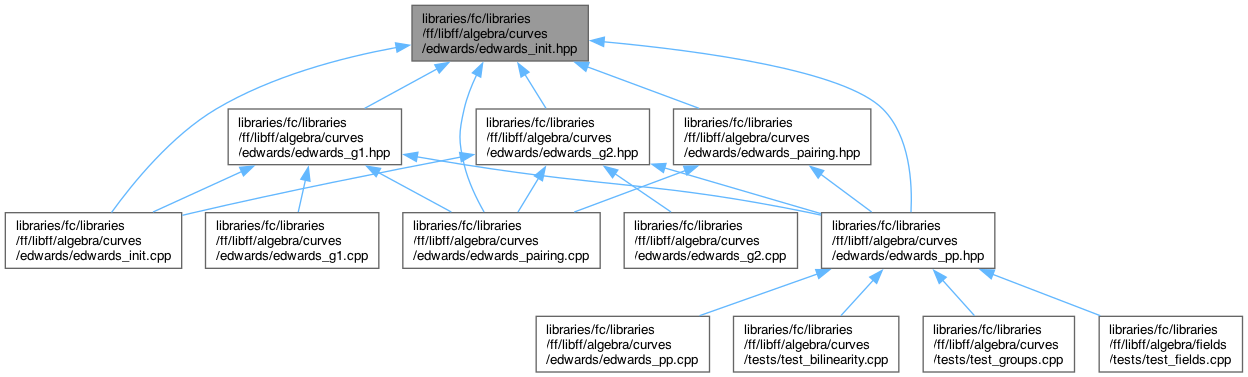 libraries/fc/libraries
/ff/libff/algebra/curves
/edwards/edwards_init.hpp
libraries/fc/libraries
/ff/libff/algebra/curves
/edwards/edwards_g1.hpp
libraries/fc/libraries
/ff/libff/algebra/curves
/edwards/edwards_g2.hpp
libraries/fc/libraries
/ff/libff/algebra/curves
/edwards/edwards_pairing.hpp
libraries/fc/libraries
/ff/libff/algebra/curves
/edwards/edwards_init.cpp
libraries/fc/libraries
/ff/libff/algebra/curves
/edwards/edwards_g1.cpp
libraries/fc/libraries
/ff/libff/algebra/curves
/edwards/edwards_pairing.cpp
libraries/fc/libraries
/ff/libff/algebra/curves
/edwards/edwards_g2.cpp
libraries/fc/libraries
/ff/libff/algebra/curves
/edwards/edwards_pp.hpp
libraries/fc/libraries
/ff/libff/algebra/curves
/edwards/edwards_pp.cpp
libraries/fc/libraries
/ff/libff/algebra/curves
/tests/test_bilinearity.cpp
libraries/fc/libraries
/ff/libff/algebra/curves
/tests/test_groups.cpp
libraries/fc/libraries
/ff/libff/algebra/fields
/tests/test_fields.cpp